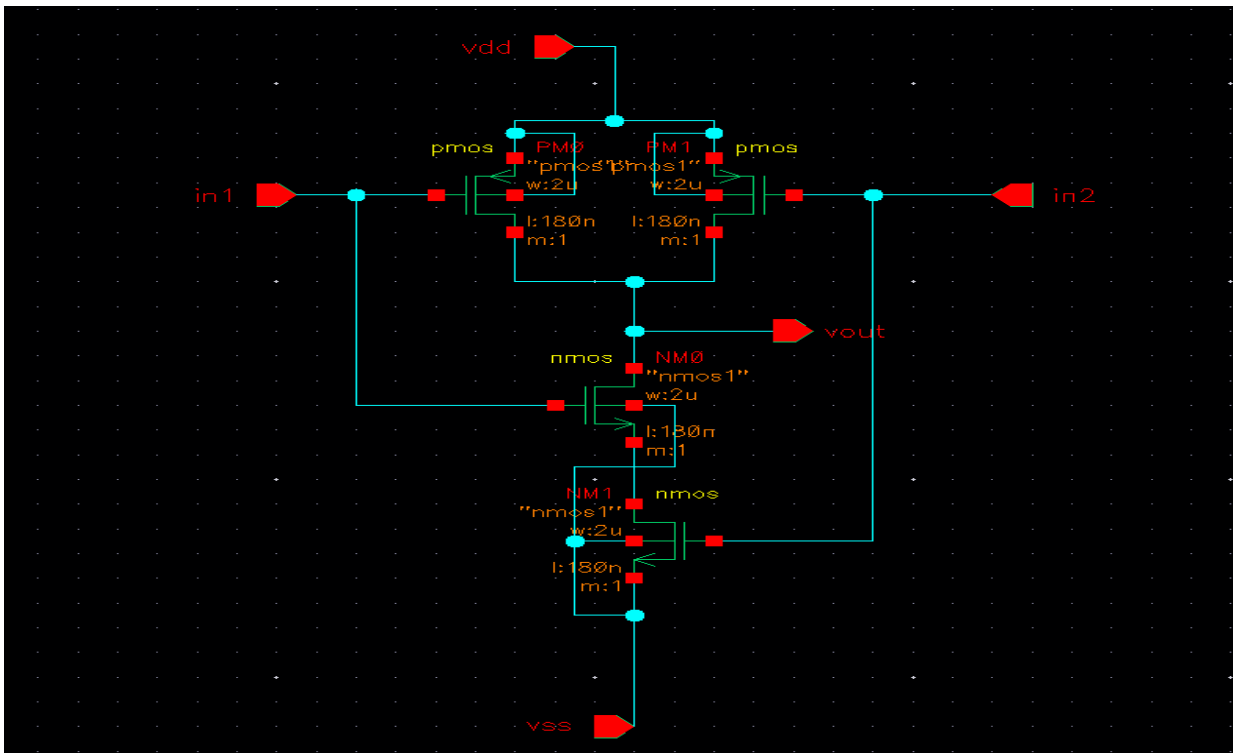 vdd
pmos PM0 PM1 pmos
"pmos1" "pmos1"
w:2u w:2u
in1 in2
l:180n l:180n
m:1 m:1
vout
nmos NM0
"nmos1"
w:2u
l:180n
m:1
NM1 nmos
"nmos1"
w:2u
l:180n
m:1
vss